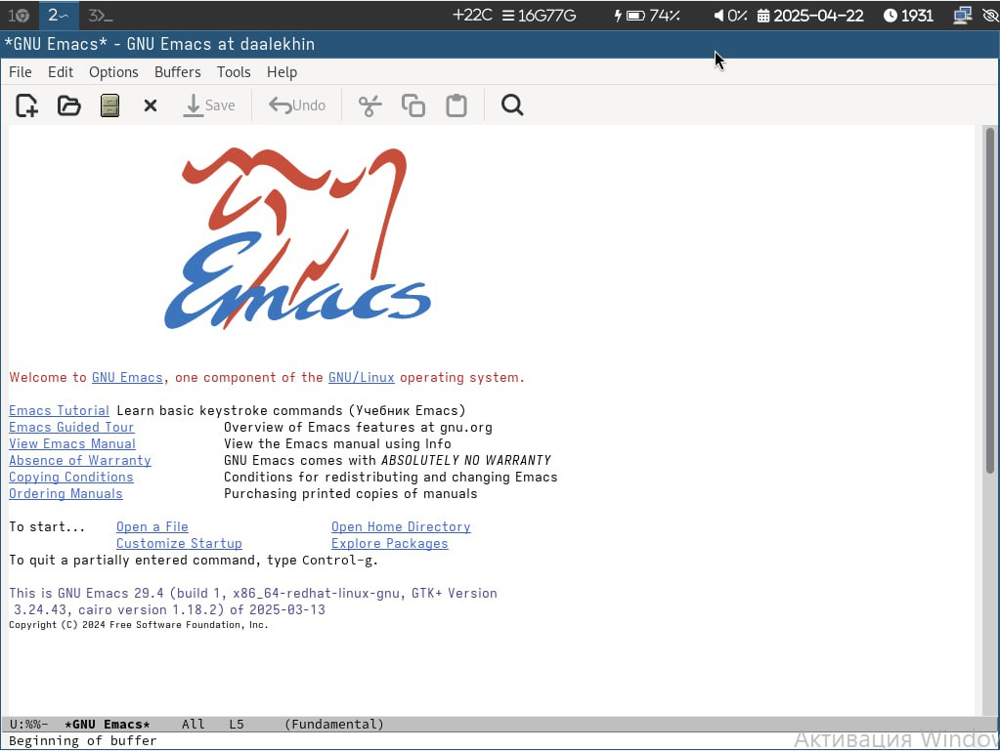 1 2 3 +22C 16G77G 74% 0% 2025-04-22 1931
*GNU Emacs* - GNU Emacs at daalekhin
File Edit Options Buffers Tools Help
Save Undo
Emacs
Welcome to GNU Emacs, one component of the GNU/Linux operating system.
Emacs Tutorial Learn basic keystroke commands (Учебник Emacs)
Emacs Guided Tour Overview of Emacs features at gnu.org
View Emacs Manual View the Emacs manual using Info
Absence of Warranty GNU Emacs comes with ABSOLUTELY NO WARRANTY
Copying Conditions Conditions for redistributing and changing Emacs
Ordering Manuals Purchasing printed copies of manuals
To start... Open a File Open Home Directory
Customize Startup Explore Packages
To quit a partially entered command, type Control-g.
This is GNU Emacs 29.4 (build 1, x86_64-redhat-linux-gnu, GTK+ Version
3.24.43, cairo version 1.18.2) of 2025-03-13
Copyright (C) 2024 Free Software Foundation, Inc.
U:%%- *GNU Emacs* All L5 (Fundamental)
Beginning of buffer
Активация Window